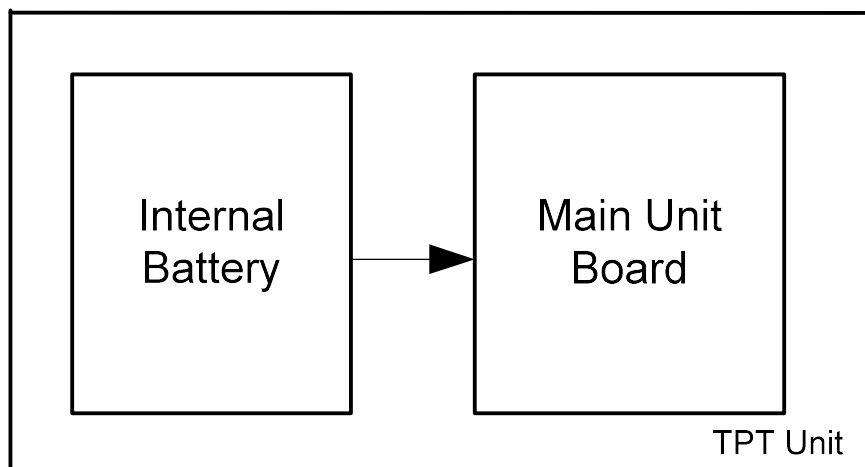 Internal
Battery
Main Unit
Board
TPT Unit